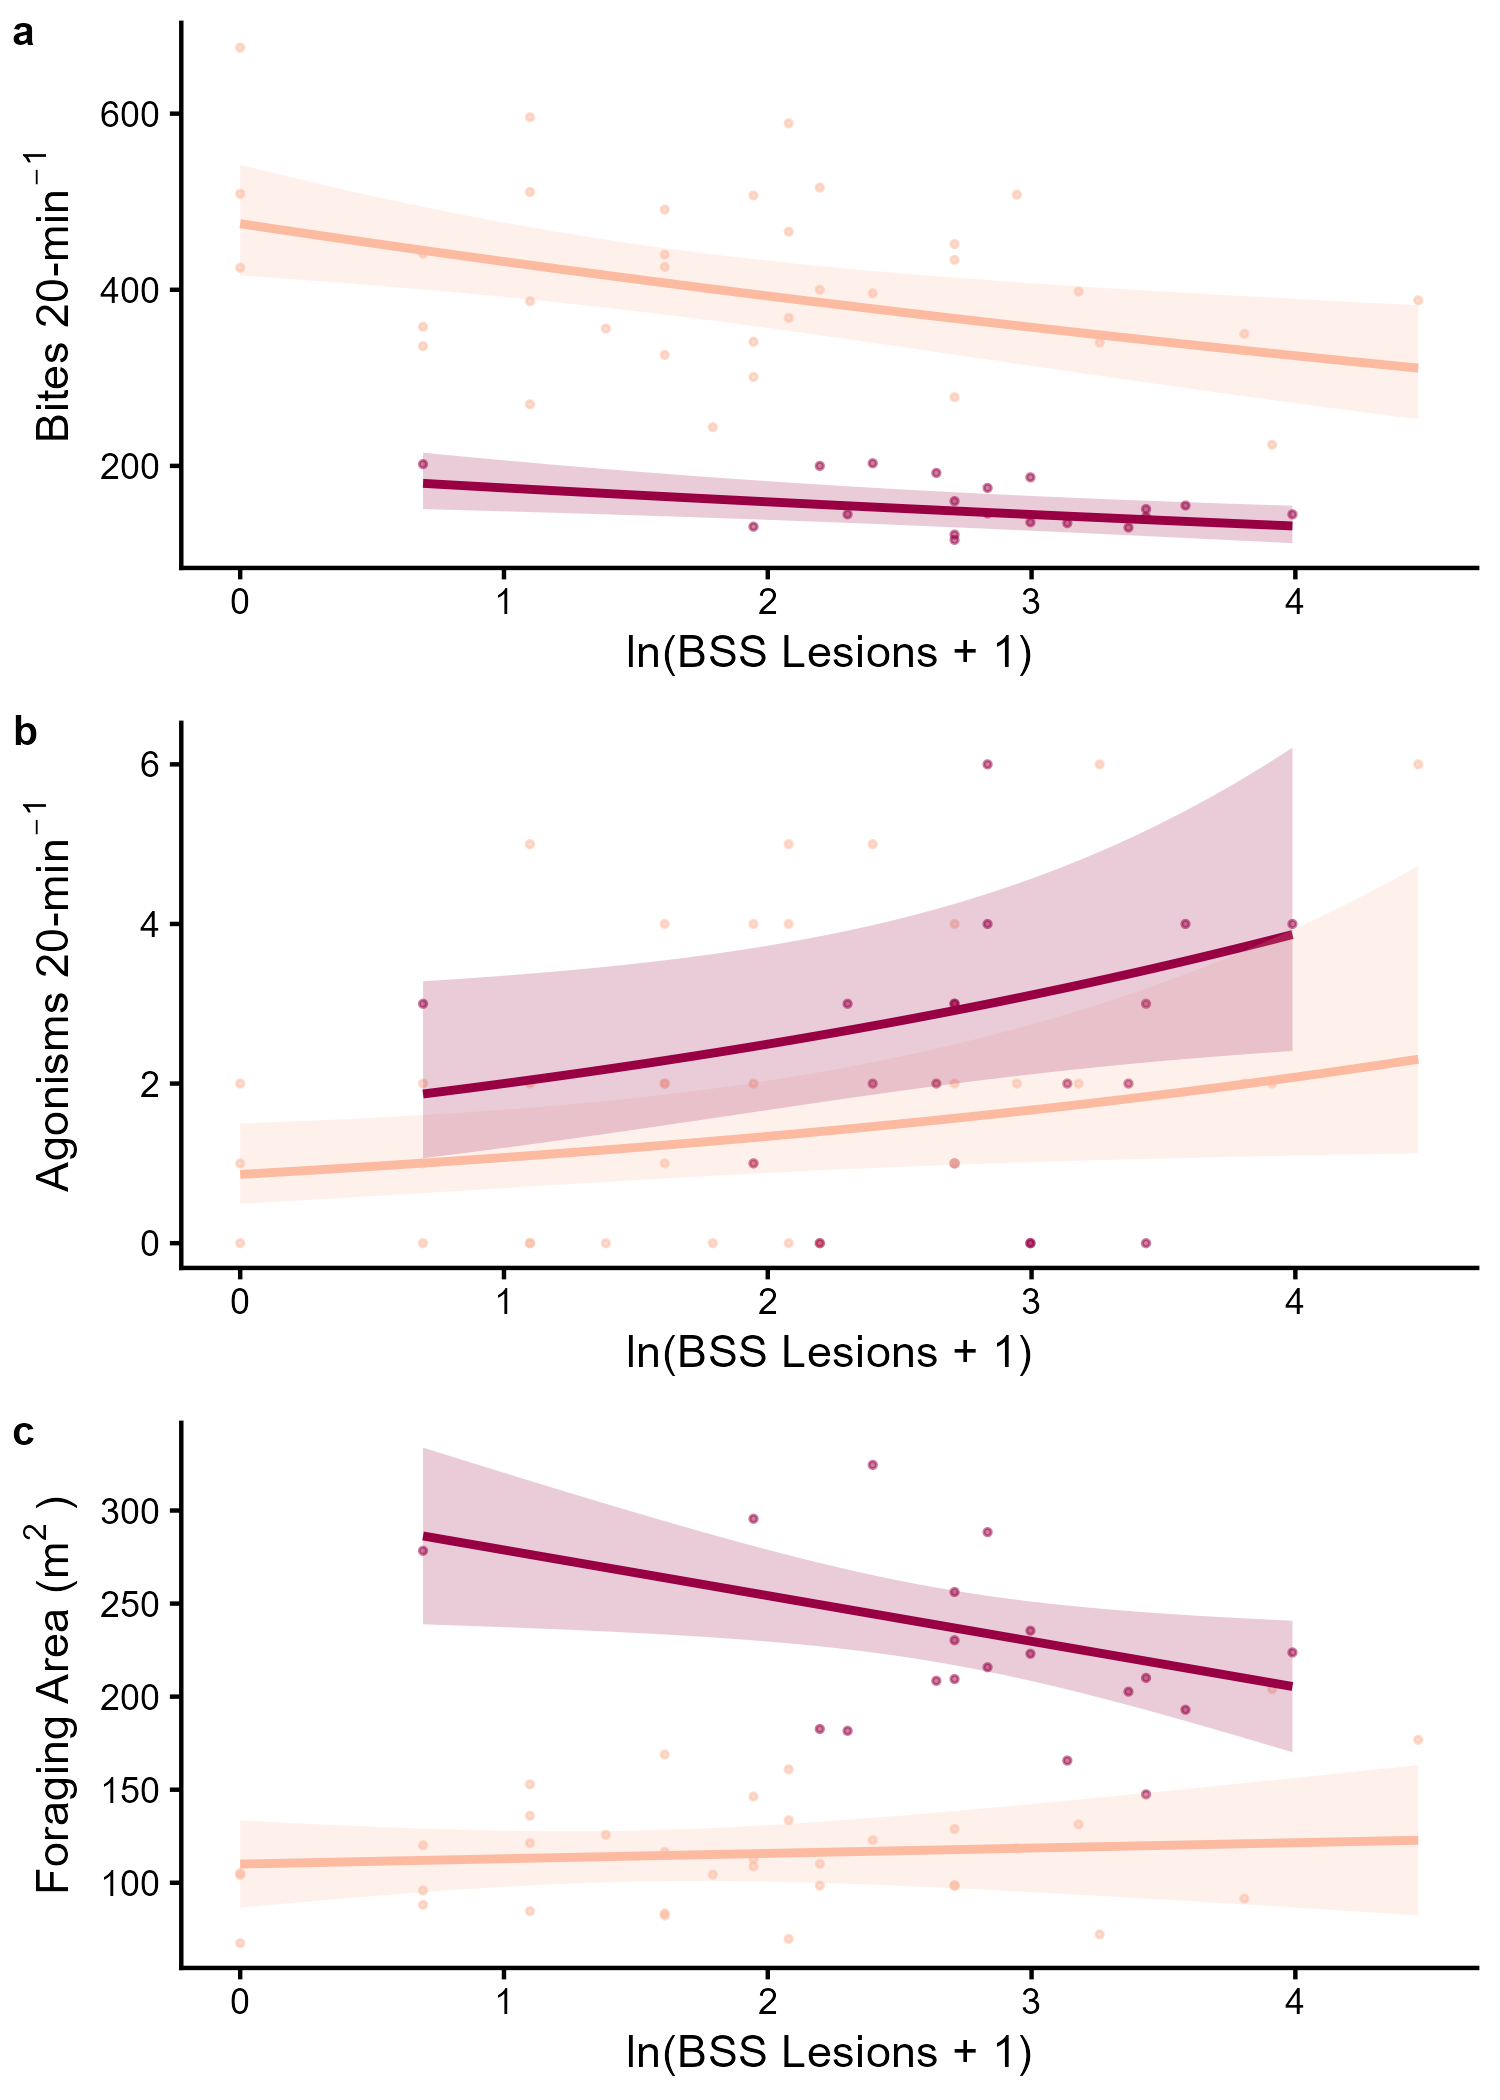 a
600
400
200
Bites 20-min⁻¹
0 1 2 3 4
ln(BSS Lesions + 1)
b
6
4
2
0
Agonisms 20-min⁻¹
0 1 2 3 4
ln(BSS Lesions + 1)
c
300
250
200
150
100
Foraging Area (m²)
0 1 2 3 4
ln(BSS Lesions + 1)